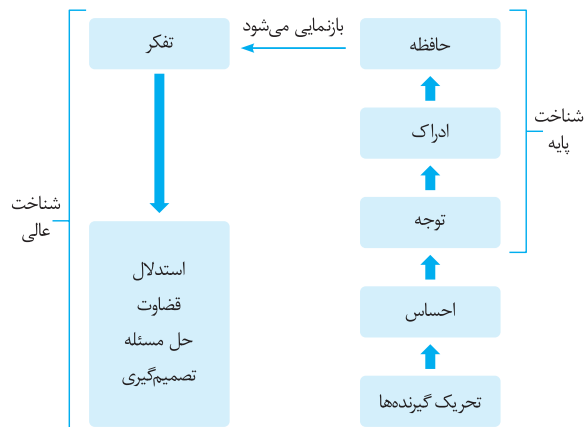 حافظه
بازنمایی می‌شود
تفکر
شناخت
پایه
ادراک
توجه
احساس
تحریک گیرنده‌ها
شناخت
عالی
استدلال
قضاوت
حل مسئله
تصمیم‌گیری